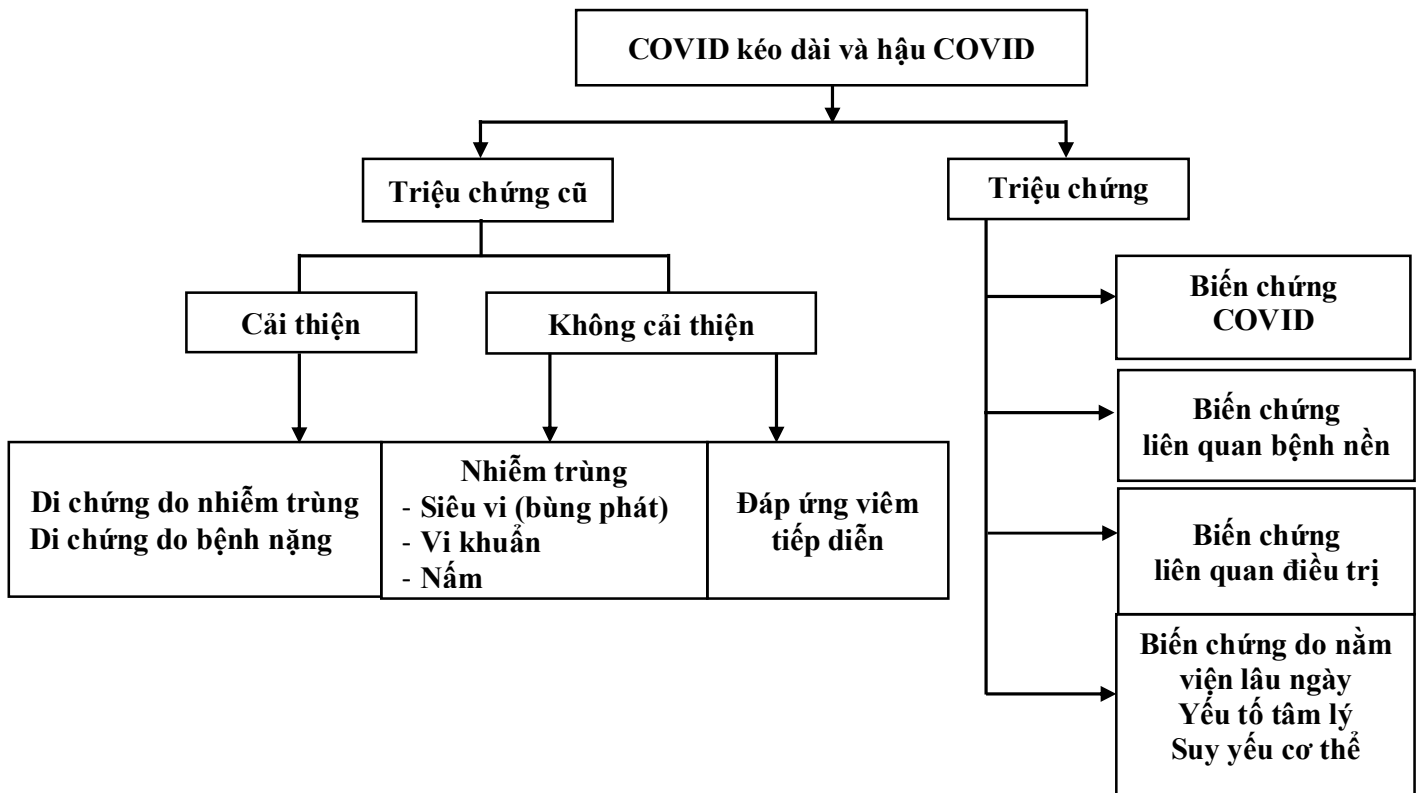 COVID kéo dài và hậu COVID
Triệu chứng cũ
Triệu chứng
Cải thiện
Không cải thiện
Di chứng do nhiễm trùng
Di chứng do bệnh nặng
Nhiễm trùng
- Siêu vi (bùng phát)
- Vi khuẩn
- Nấm
Đáp ứng viêm
tiếp diễn
Biến chứng
COVID
Biến chứng
liên quan bệnh nền
Biến chứng
liên quan điều trị
Biến chứng do nằm
viện lâu ngày
Yếu tố tâm lý
Suy yếu cơ thể